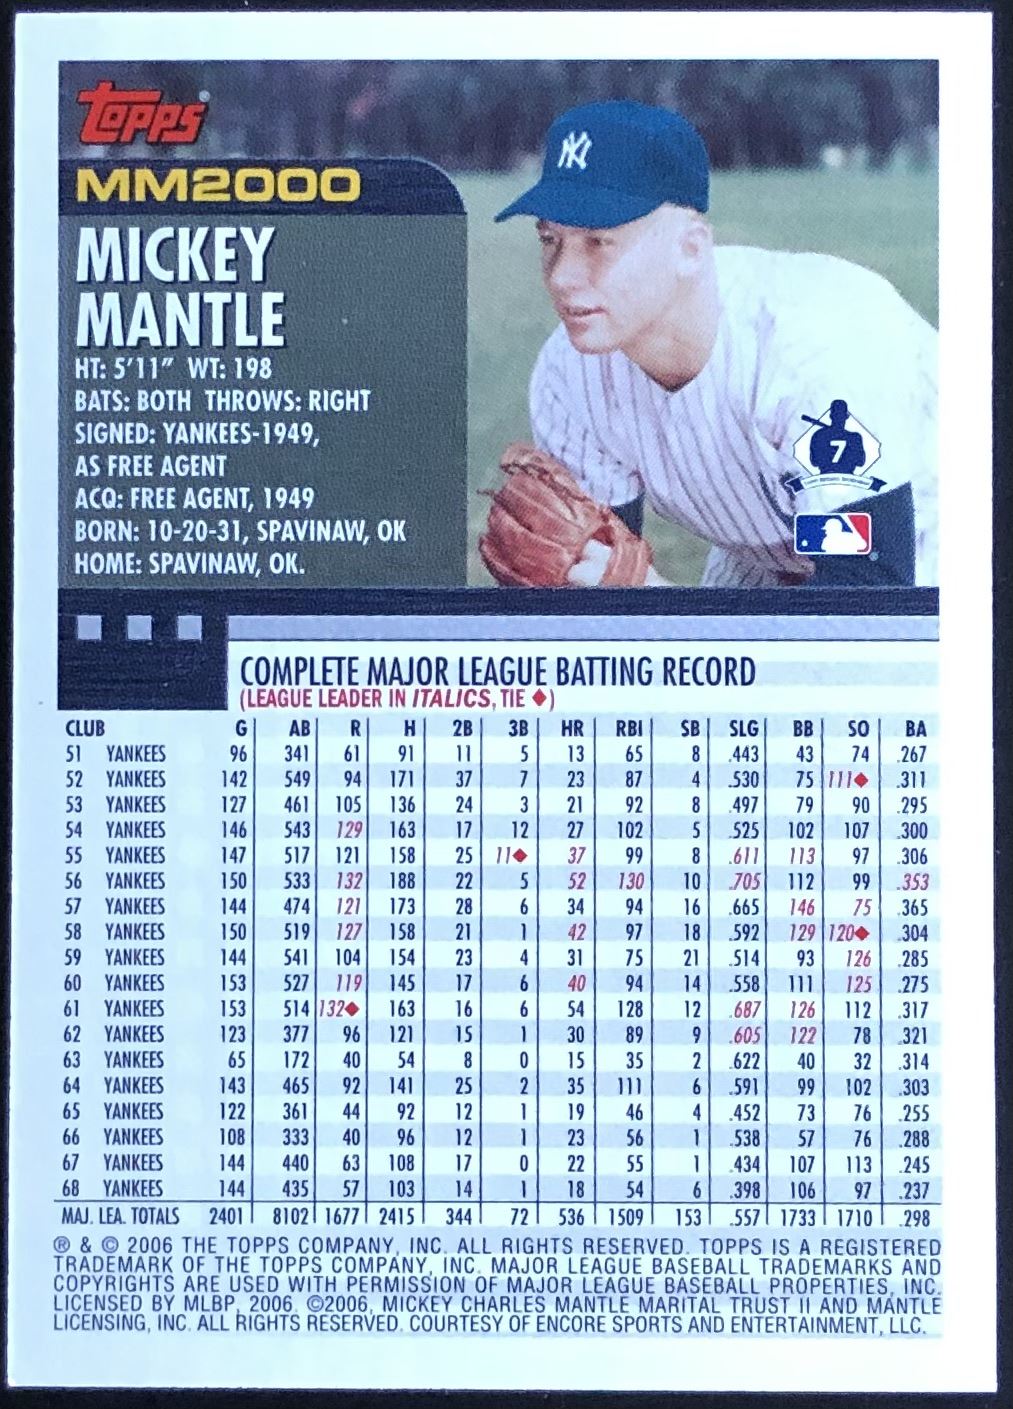 Topps®
MM2000
MICKEY
MANTLE
HT: 5'11" WT: 198
BATS: BOTH THROWS: RIGHT
SIGNED: YANKEES-1949,
AS FREE AGENT
ACQ: FREE AGENT, 1949
BORN: 10-20-31, SPAVINAW, OK
HOME: SPAVINAW, OK.
NY
7
COMPLETE MAJOR LEAGUE BATTING RECORD
(LEAGUE LEADER IN ITALICS, TIE ◆)
CLUB G AB R H 2B 3B HR RBI SB SLG BB SO BA
51 YANKEES 96 341 61 91 11 5 13 65 8 .443 43 74 .267
52 YANKEES 142 549 94 171 37 7 23 87 4 .530 75 111◆ .311
53 YANKEES 127 461 105 136 24 3 21 92 8 .497 79 90 .295
54 YANKEES 146 543 129 163 17 12 27 102 5 .525 102 107 .300
55 YANKEES 147 517 121 158 25 11◆ 37 99 8 .611 113 97 .306
56 YANKEES 150 533 132 188 22 5 52 130 10 .705 112 99 .353
57 YANKEES 144 474 121 173 28 6 34 94 16 .665 146 75 .365
58 YANKEES 150 519 127 158 21 1 42 97 18 .592 129 120◆ .304
59 YANKEES 144 541 104 154 23 4 31 75 21 .514 93 126 .285
60 YANKEES 153 527 119 145 17 6 40 94 14 .558 111 125 .275
61 YANKEES 153 514 132◆ 163 16 6 54 128 12 .687 126 112 .317
62 YANKEES 123 377 96 121 15 1 30 89 9 .605 122 78 .321
63 YANKEES 65 172 40 54 8 0 15 35 2 .622 40 32 .314
64 YANKEES 143 465 92 141 25 2 35 111 6 .591 99 102 .303
65 YANKEES 122 361 44 92 12 1 19 46 4 .452 73 76 .255
66 YANKEES 108 333 40 96 12 1 23 56 1 .538 57 76 .288
67 YANKEES 144 440 63 108 17 0 22 55 1 .434 107 113 .245
68 YANKEES 144 435 57 103 14 1 18 54 6 .398 106 97 .237
MAJ. LEA. TOTALS 2401 8102 1677 2415 344 72 536 1509 153 .557 1733 1710 .298
® & © 2006 THE TOPPS COMPANY, INC. ALL RIGHTS RESERVED. TOPPS IS A REGISTERED
TRADEMARK OF THE TOPPS COMPANY, INC. MAJOR LEAGUE BASEBALL TRADEMARKS AND
COPYRIGHTS ARE USED WITH PERMISSION OF MAJOR LEAGUE BASEBALL PROPERTIES, INC.
LICENSED BY MLBP, 2006. ©2006, MICKEY CHARLES MANTLE MARITAL TRUST II AND MANTLE
LICENSING, INC. ALL RIGHTS RESERVED. COURTESY OF ENCORE SPORTS AND ENTERTAINMENT, LLC.